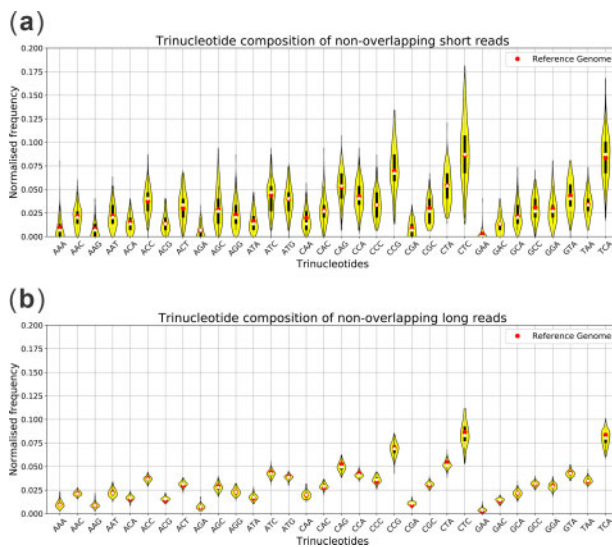 (a)
Trinucleotide composition of non-overlapping short reads
Reference Genome
Normalised frequency
0.200
0.175
0.150
0.125
0.100
0.075
0.050
0.025
0.000
AAA AAC AAG AAT ACA ACC ACG ACT AGA AGC AGG ATA ATC ATG CAA CAC CAG CCA CCC CCG CGA CGC CTA CTC GAA GAC GCA GCC GGA GTA TAA TCA
Trinucleotides
(b)
Trinucleotide composition of non-overlapping long reads
Reference Genome
Normalised frequency
0.200
0.175
0.150
0.125
0.100
0.075
0.050
0.025
0.000
AAA AAC AAG AAT ACA ACC ACG ACT AGA AGC AGG ATA ATC ATG CAA CAC CAG CCA CCC CCG CGA CGC CTA CTC GAA GAC GCA GCC GGA GTA TAA TCA
Trinucleotides